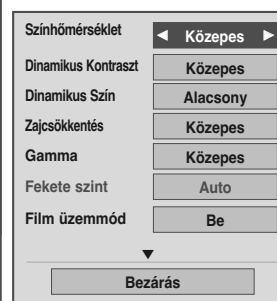 Színhőmérséklet ◄ Közepes ►
Dinamikus Kontraszt Közepes
Dinamikus Szín Alacsony
Zajcsökkentés Közepes
Gamma Közepes
Fekete szint Auto
Film üzemmód Be
▼
Bezárás